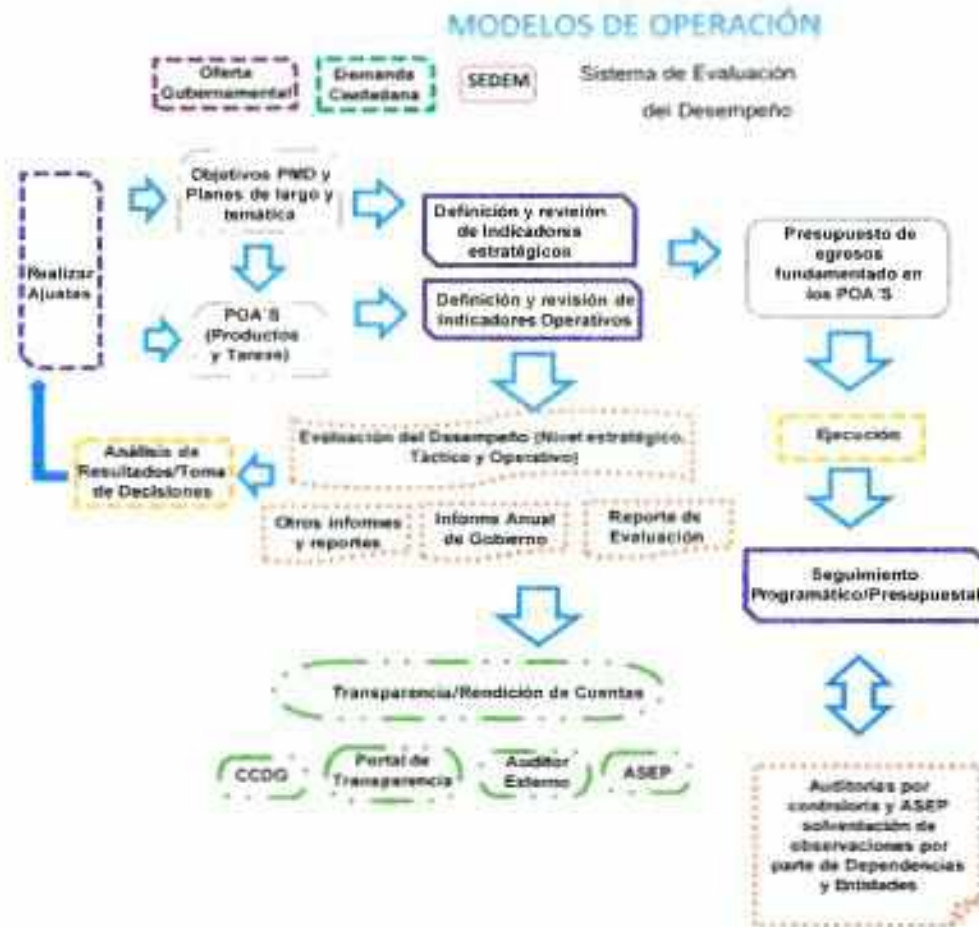 MODELOS DE OPERACIÓN
Oferta
Gubernamental
Demanda
Ciudadana
SEDEM
Sistema de Evaluación
del Desempeño
Realizar
Ajustes
Objetivos PMD y
Planes de largo y
temática
Definición y revisión
de Indicadores
estratégicos
Presupuesto de
egresos
fundamentado en
los POA´S
POA´S
(Productos
y Tareas)
Definición y revisión de
Indicadores Operativos
Análisis de
Resultados/Toma
de Decisiones
Evaluación del Desempeño (Nivel estratégico,
Táctico y Operativo)
Ejecución
Otros informes
y reportes
Informe Anual
de Gobierno
Reporte de
Evaluación
Seguimiento
Programático/Presupuestal
Transparencia/Rendición de Cuentas
CCDG
Portal de
Transparencia
Auditor
Externo
ASEP
Auditorias por
contraloría y ASEP
solventación de
observaciones por
parte de Dependencias
y Entidades